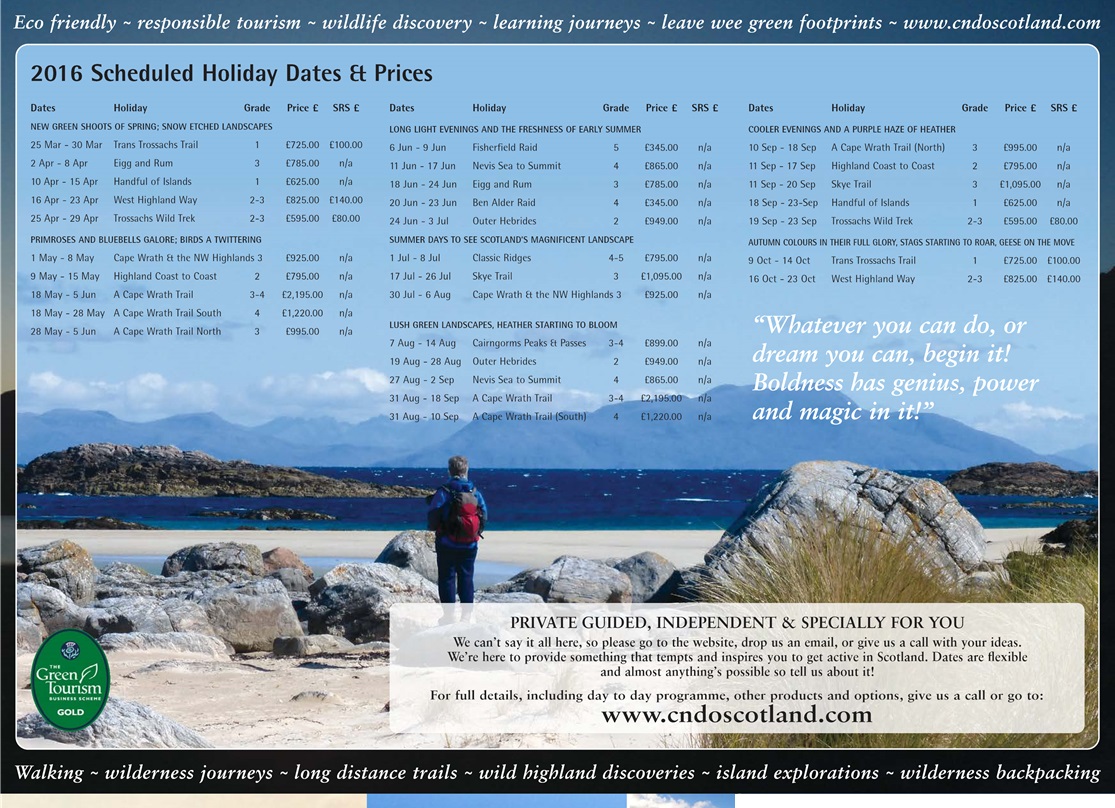 Eco friendly ~ responsible tourism ~ wildlife discovery ~ learning journeys ~ leave wee green footprints ~ www.cndoscotland.com
2016 Scheduled Holiday Dates & Prices
Dates Holiday Grade Price £ SRS £
NEW GREEN SHOOTS OF SPRING; SNOW ETCHED LANDSCAPES
25 Mar - 30 Mar Trans Trossachs Trail 1 £725.00 £100.00
2 Apr - 8 Apr Eigg and Rum 3 £785.00 n/a
10 Apr - 15 Apr Handful of Islands 1 £625.00 n/a
16 Apr - 23 Apr West Highland Way 2-3 £825.00 £140.00
25 Apr - 29 Apr Trossachs Wild Trek 2-3 £595.00 £80.00
PRIMROSES AND BLUEBELLS GALORE; BIRDS A TWITTERING
1 May - 8 May Cape Wrath & the NW Highlands 3 £925.00 n/a
9 May - 15 May Highland Coast to Coast 2 £795.00 n/a
18 May - 5 Jun A Cape Wrath Trail 3-4 £2,195.00 n/a
18 May - 28 May A Cape Wrath Trail South 4 £1,220.00 n/a
28 May - 5 Jun A Cape Wrath Trail North 3 £995.00 n/a
Dates Holiday Grade Price £ SRS £
LONG LIGHT EVENINGS AND THE FRESHNESS OF EARLY SUMMER
6 Jun - 9 Jun Fisherfield Raid 5 £345.00 n/a
11 Jun - 17 Jun Nevis Sea to Summit 4 £865.00 n/a
18 Jun - 24 Jun Eigg and Rum 3 £785.00 n/a
20 Jun - 23 Jun Ben Alder Raid 4 £345.00 n/a
24 Jun - 3 Jul Outer Hebrides 2 £949.00 n/a
SUMMER DAYS TO SEE SCOTLAND'S MAGNIFICENT LANDSCAPE
1 Jul - 8 Jul Classic Ridges 4-5 £795.00 n/a
17 Jul - 26 Jul Skye Trail 3 £1,095.00 n/a
30 Jul - 6 Aug Cape Wrath & the NW Highlands 3 £925.00 n/a
LUSH GREEN LANDSCAPES, HEATHER STARTING TO BLOOM
7 Aug - 14 Aug Cairngorms Peaks & Passes 3-4 £899.00 n/a
19 Aug - 28 Aug Outer Hebrides 2 £949.00 n/a
27 Aug - 2 Sep Nevis Sea to Summit 4 £865.00 n/a
31 Aug - 18 Sep A Cape Wrath Trail 3-4 £2,195.00 n/a
31 Aug - 10 Sep A Cape Wrath Trail (South) 4 £1,220.00 n/a
Dates Holiday Grade Price £ SRS £
COOLER EVENINGS AND A PURPLE HAZE OF HEATHER
10 Sep - 18 Sep A Cape Wrath Trail (North) 3 £995.00 n/a
11 Sep - 17 Sep Highland Coast to Coast 2 £795.00 n/a
11 Sep - 20 Sep Skye Trail 3 £1,095.00 n/a
18 Sep - 23-Sep Handful of Islands 1 £625.00 n/a
19 Sep - 23 Sep Trossachs Wild Trek 2-3 £595.00 £80.00
AUTUMN COLOURS IN THEIR FULL GLORY, STAGS STARTING TO ROAR, GEESE ON THE MOVE
9 Oct - 14 Oct Trans Trossachs Trail 1 £725.00 £100.00
16 Oct - 23 Oct West Highland Way 2-3 £825.00 £140.00
“Whatever you can do, or
dream you can, begin it!
Boldness has genius, power
and magic in it!”
PRIVATE GUIDED, INDEPENDENT & SPECIALLY FOR YOU
We can't say it all here, so please go to the website, drop us an email, or give us a call with your ideas.
We're here to provide something that tempts and inspires you to get active in Scotland. Dates are flexible
and almost anything's possible so tell us about it!
For full details, including day to day programme, other products and options, give us a call or go to:
www.cndoscotland.com
THE
Green
Tourism
BUSINESS SCHEME
GOLD
Walking ~ wilderness journeys ~ long distance trails ~ wild highland discoveries ~ island explorations ~ wilderness backpacking